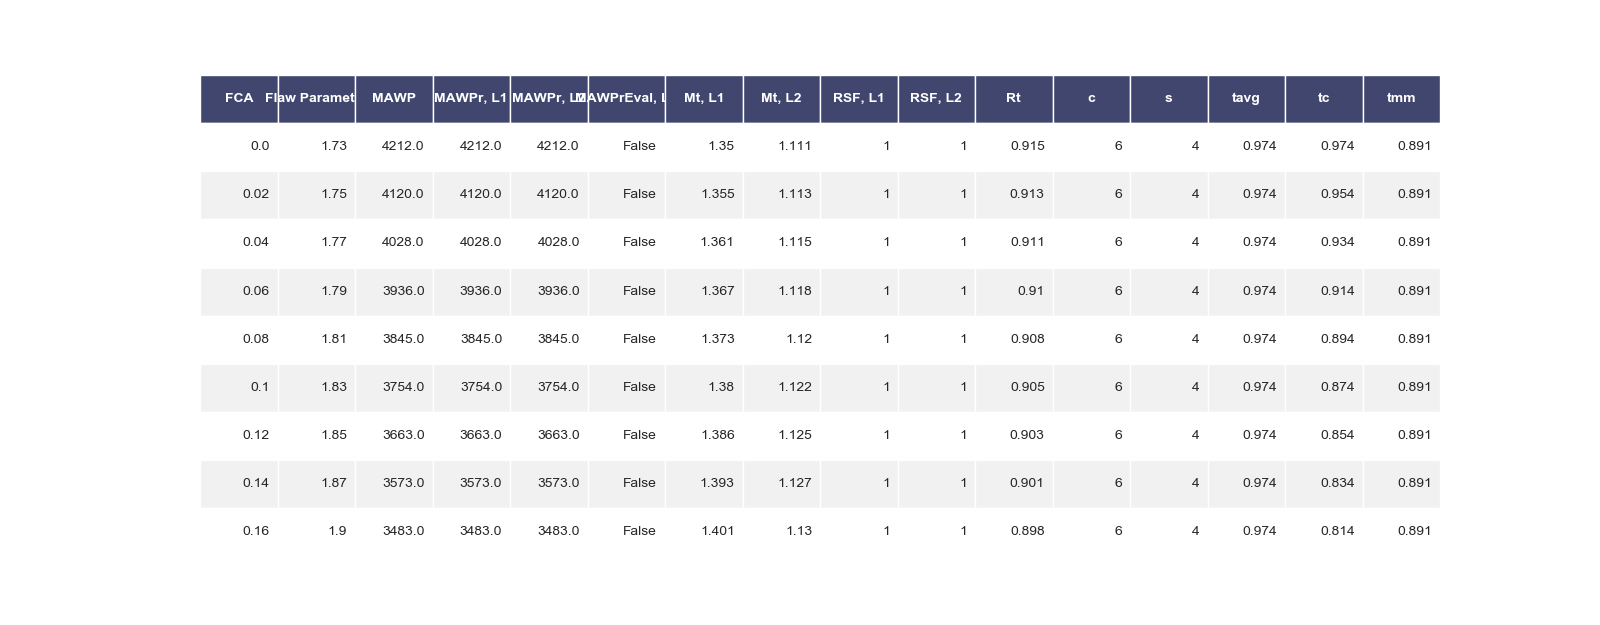 FCA Flaw Paramet MAWP MAWPr, L1 MAWPr, L2 MAWPrEval, L Mt, L1 Mt, L2 RSF, L1 RSF, L2 Rt c s tavg tc tmm
0.0 1.73 4212.0 4212.0 4212.0 False 1.35 1.111 1 1 0.915 6 4 0.974 0.974 0.891
0.02 1.75 4120.0 4120.0 4120.0 False 1.355 1.113 1 1 0.913 6 4 0.974 0.954 0.891
0.04 1.77 4028.0 4028.0 4028.0 False 1.361 1.115 1 1 0.911 6 4 0.974 0.934 0.891
0.06 1.79 3936.0 3936.0 3936.0 False 1.367 1.118 1 1 0.91 6 4 0.974 0.914 0.891
0.08 1.81 3845.0 3845.0 3845.0 False 1.373 1.12 1 1 0.908 6 4 0.974 0.894 0.891
0.1 1.83 3754.0 3754.0 3754.0 False 1.38 1.122 1 1 0.905 6 4 0.974 0.874 0.891
0.12 1.85 3663.0 3663.0 3663.0 False 1.386 1.125 1 1 0.903 6 4 0.974 0.854 0.891
0.14 1.87 3573.0 3573.0 3573.0 False 1.393 1.127 1 1 0.901 6 4 0.974 0.834 0.891
0.16 1.9 3483.0 3483.0 3483.0 False 1.401 1.13 1 1 0.898 6 4 0.974 0.814 0.891